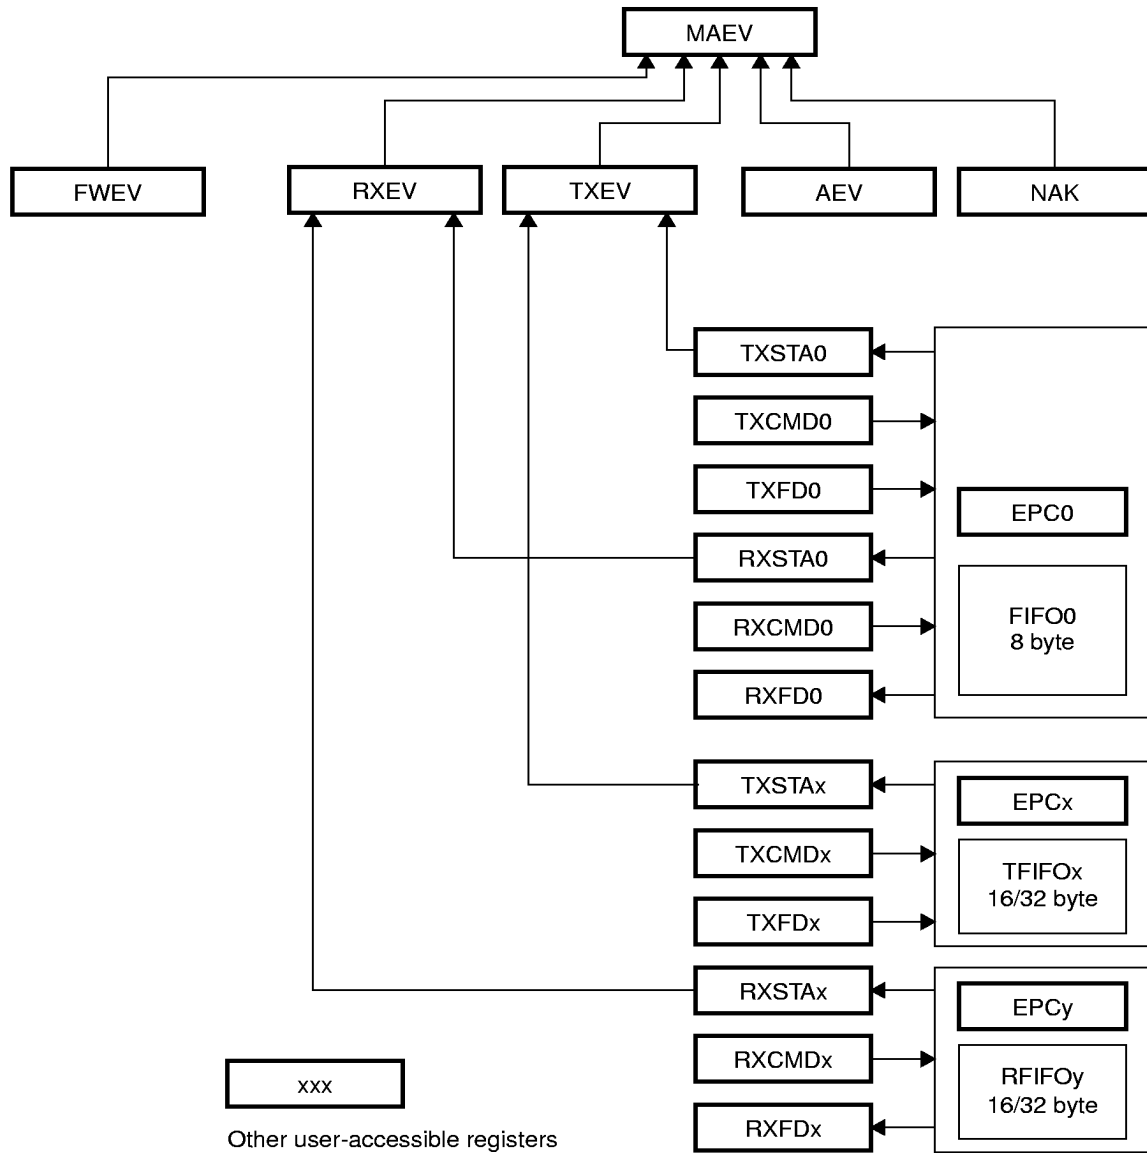 MAEV
FWEV
RXEV
TXEV
AEV
NAK
TXSTA0
TXCMD0
TXFD0
EPC0
RXSTA0
FIFO0
8 byte
RXCMD0
RXFD0
TXSTAx
EPCx
TXCMDx
TFIFOx
16/32 byte
TXFDx
RXSTAx
EPCy
RXCMDx
RFIFOy
16/32 byte
xxx
RXFDx
Other user-accessible registers